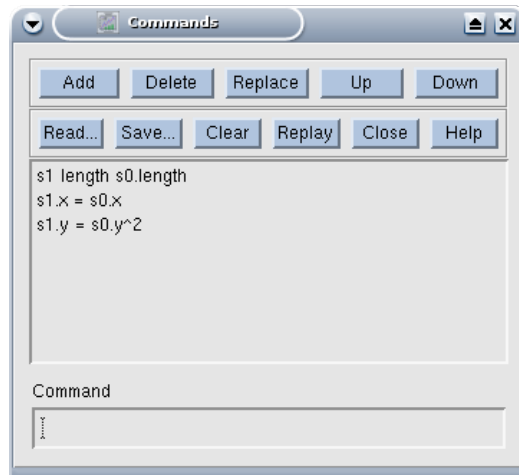 Commands
Add Delete Replace Up Down
Read... Save... Clear Replay Close Help
s1 length s0.length
s1.x = s0.x
s1.y = s0.y^2
Command